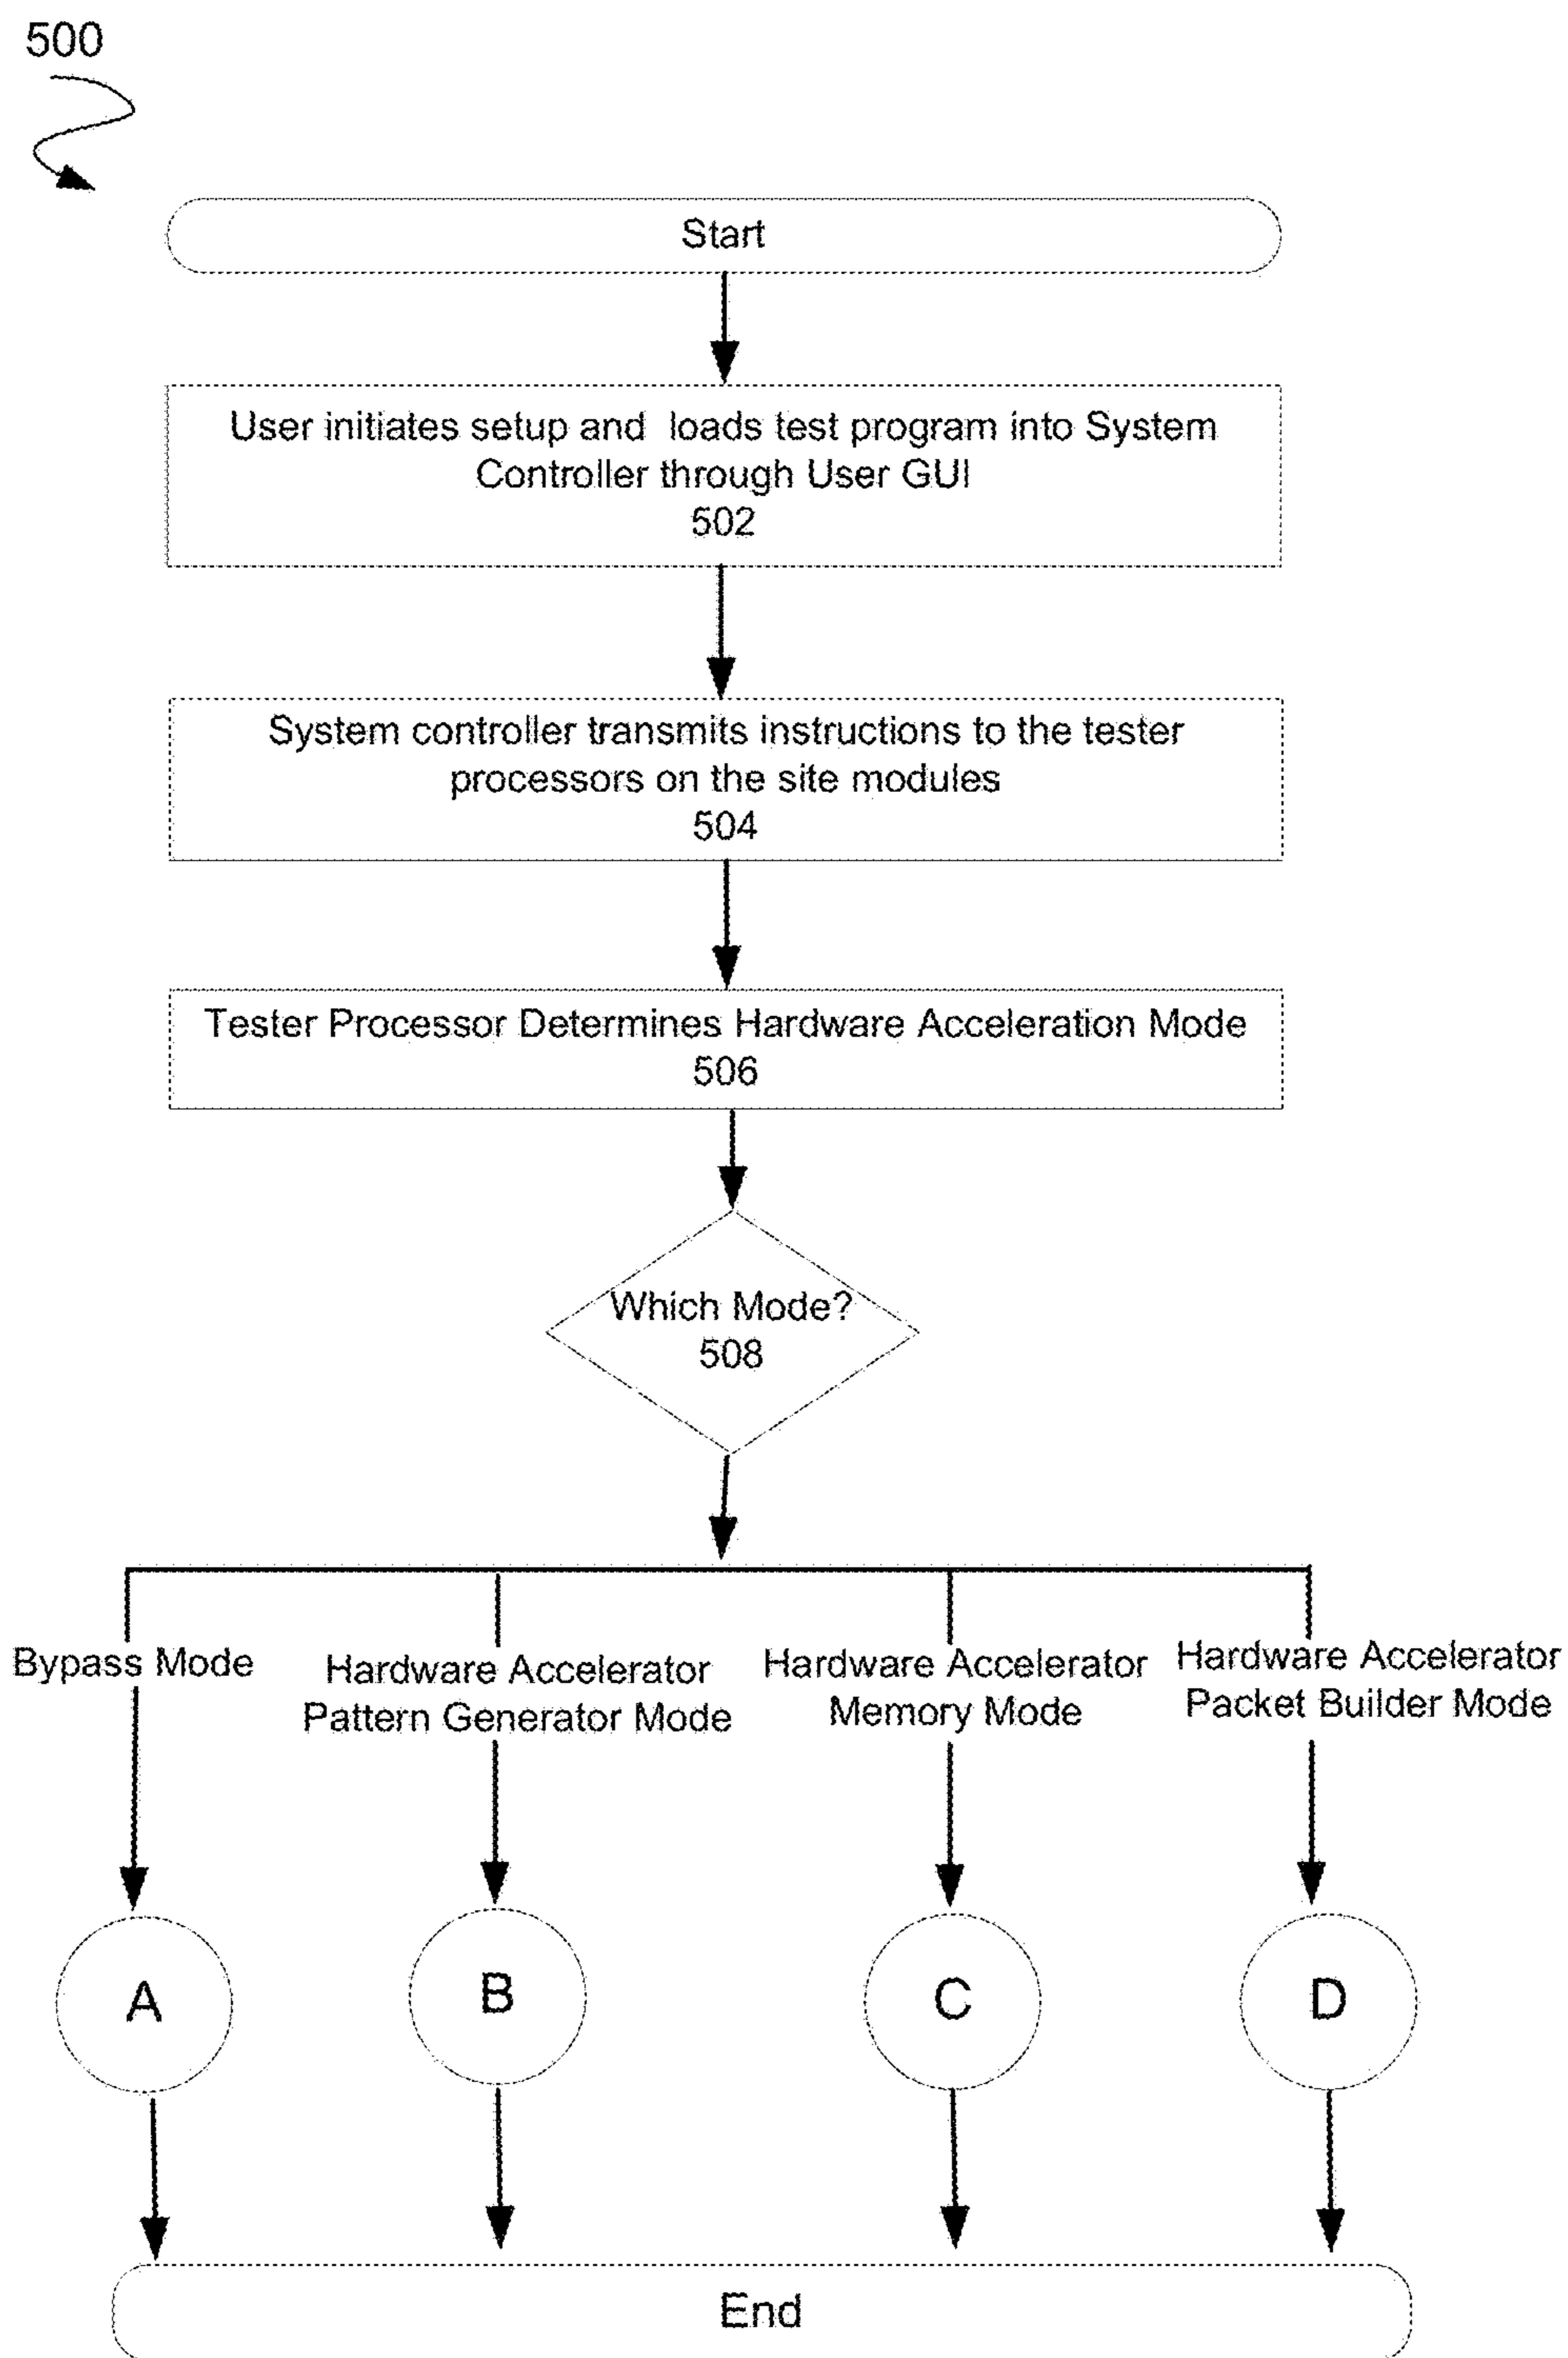 500
Start
User initiates setup and loads test program into System
Controller through User GUI
502
System controller transmits instructions to the tester
processors on the site modules
504
Tester Processor Determines Hardware Acceleration Mode
506
Which Mode?
508
Bypass Mode
Hardware Accelerator
Pattern Generator Mode
Hardware Accelerator
Memory Mode
Hardware Accelerator
Packet Builder Mode
A
B
C
D
End